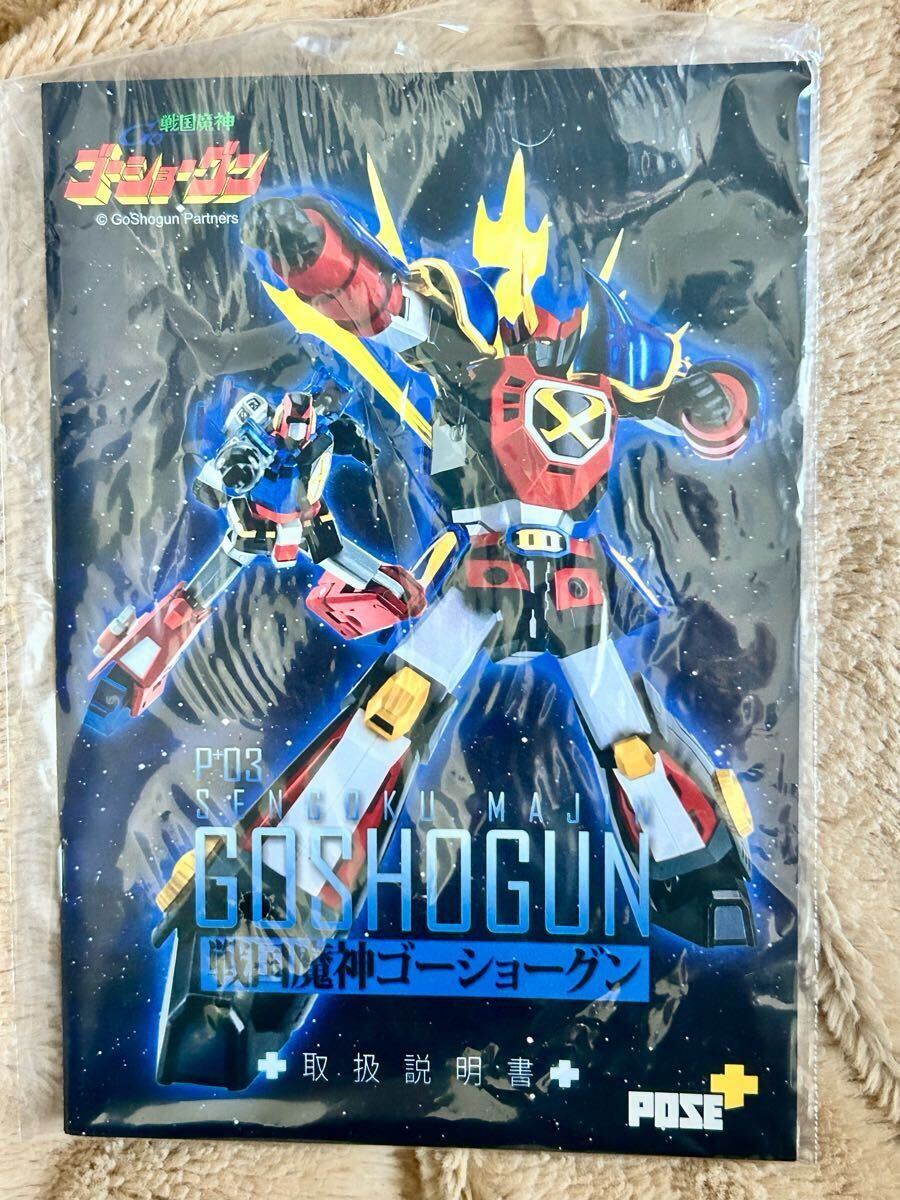 戦国魔神
Go
ゴーショーグン
© GoShogun Partners
P+03
SENGOKU MAJIN
GOSHOGUN
戦国魔神ゴーショーグン
取扱説明書
POSE+